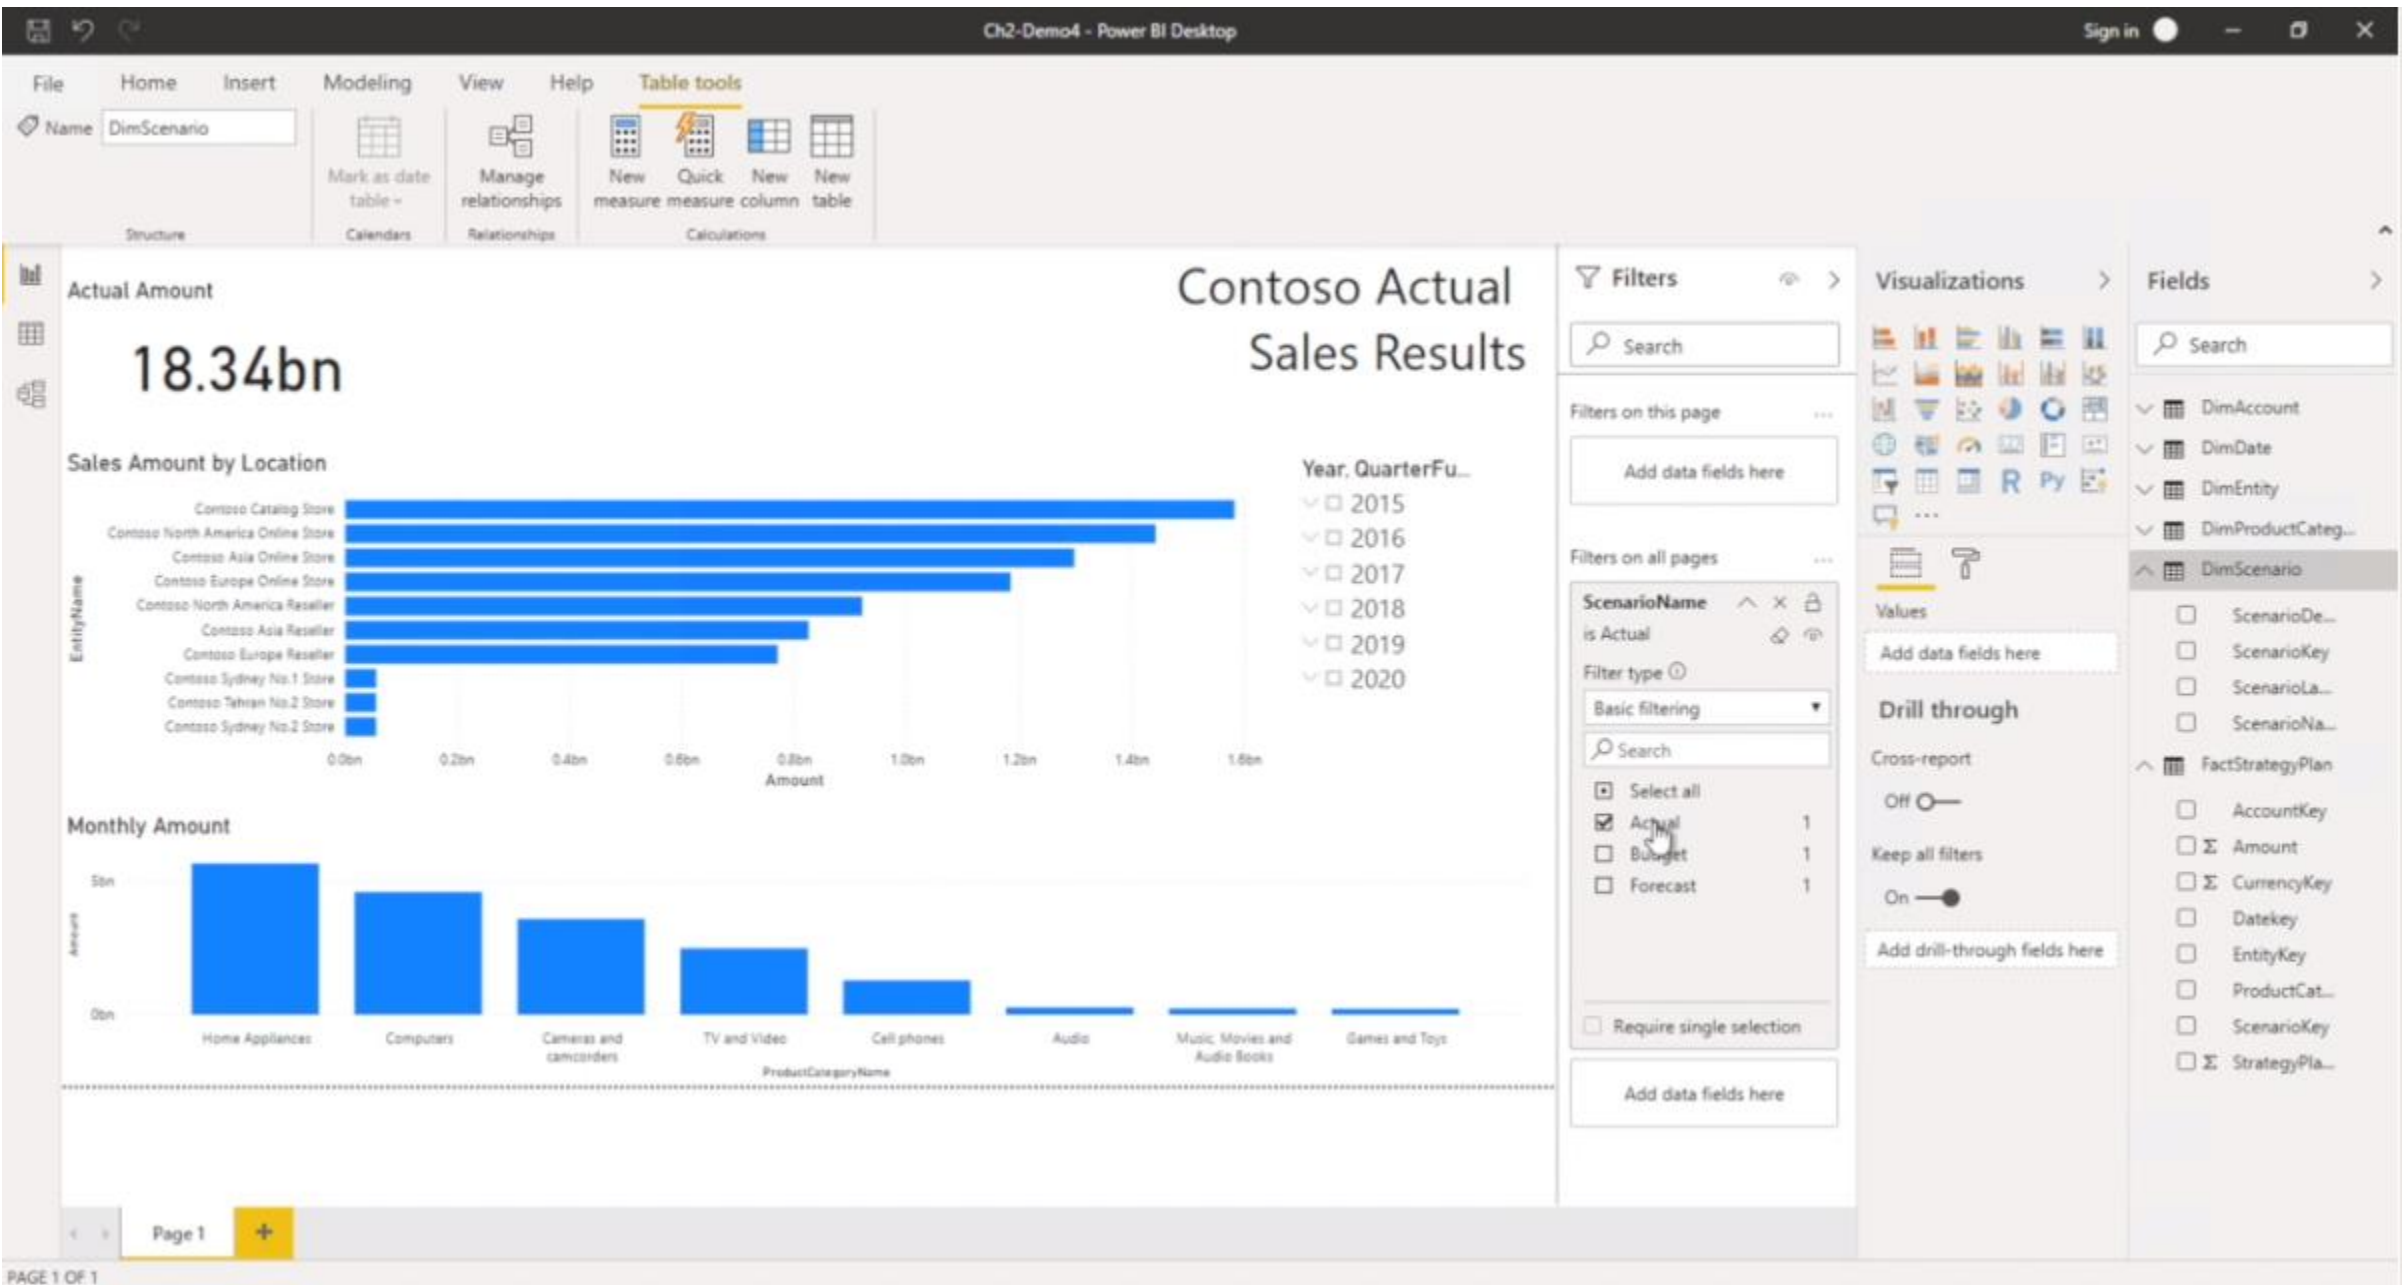 Ch2-Demo4 - Power BI Desktop
Sign in
File Home Insert Modeling View Help Table tools
Name DimScenario
Mark as date table
Manage relationships
New measure
Quick measure
New column
New table
Structure
Calendars
Relationships
Calculations
Actual Amount
18.34bn
Contoso Actual
Sales Results
Sales Amount by Location
EntityName
Contoso Catalog Store
Contoso North America Online Store
Contoso Asia Online Store
Contoso Europe Online Store
Contoso North America Reseller
Contoso Asia Reseller
Contoso Europe Reseller
Contoso Sydney No.1 Store
Contoso Tehran No.2 Store
Contoso Sydney No.2 Store
0.0bn 0.2bn 0.4bn 0.6bn 0.8bn 1.0bn 1.2bn 1.4bn 1.6bn
Amount
Year, QuarterFu...
2015
2016
2017
2018
2019
2020
Monthly Amount
Amount
5bn
0bn
Home Appliances
Computers
Cameras and camcorders
TV and Video
Cell phones
Audio
Music, Movies and Audio Books
Games and Toys
ProductCategoryName
Page 1
PAGE 1 OF 1
Filters
Search
Filters on this page ...
Add data fields here
Filters on all pages ...
ScenarioName
is Actual
Filter type
Basic filtering
Search
Select all
Actual 1
Budget 1
Forecast 1
Require single selection
Add data fields here
Visualizations
R Py
...
Values
Add data fields here
Drill through
Cross-report
Off
Keep all filters
On
Add drill-through fields here
Fields
Search
DimAccount
DimDate
DimEntity
DimProductCateg...
DimScenario
ScenarioDe...
ScenarioKey
ScenarioLa...
ScenarioNa...
FactStrategyPlan
AccountKey
Σ Amount
Σ CurrencyKey
Datekey
EntityKey
ProductCat...
ScenarioKey
Σ StrategyPla...